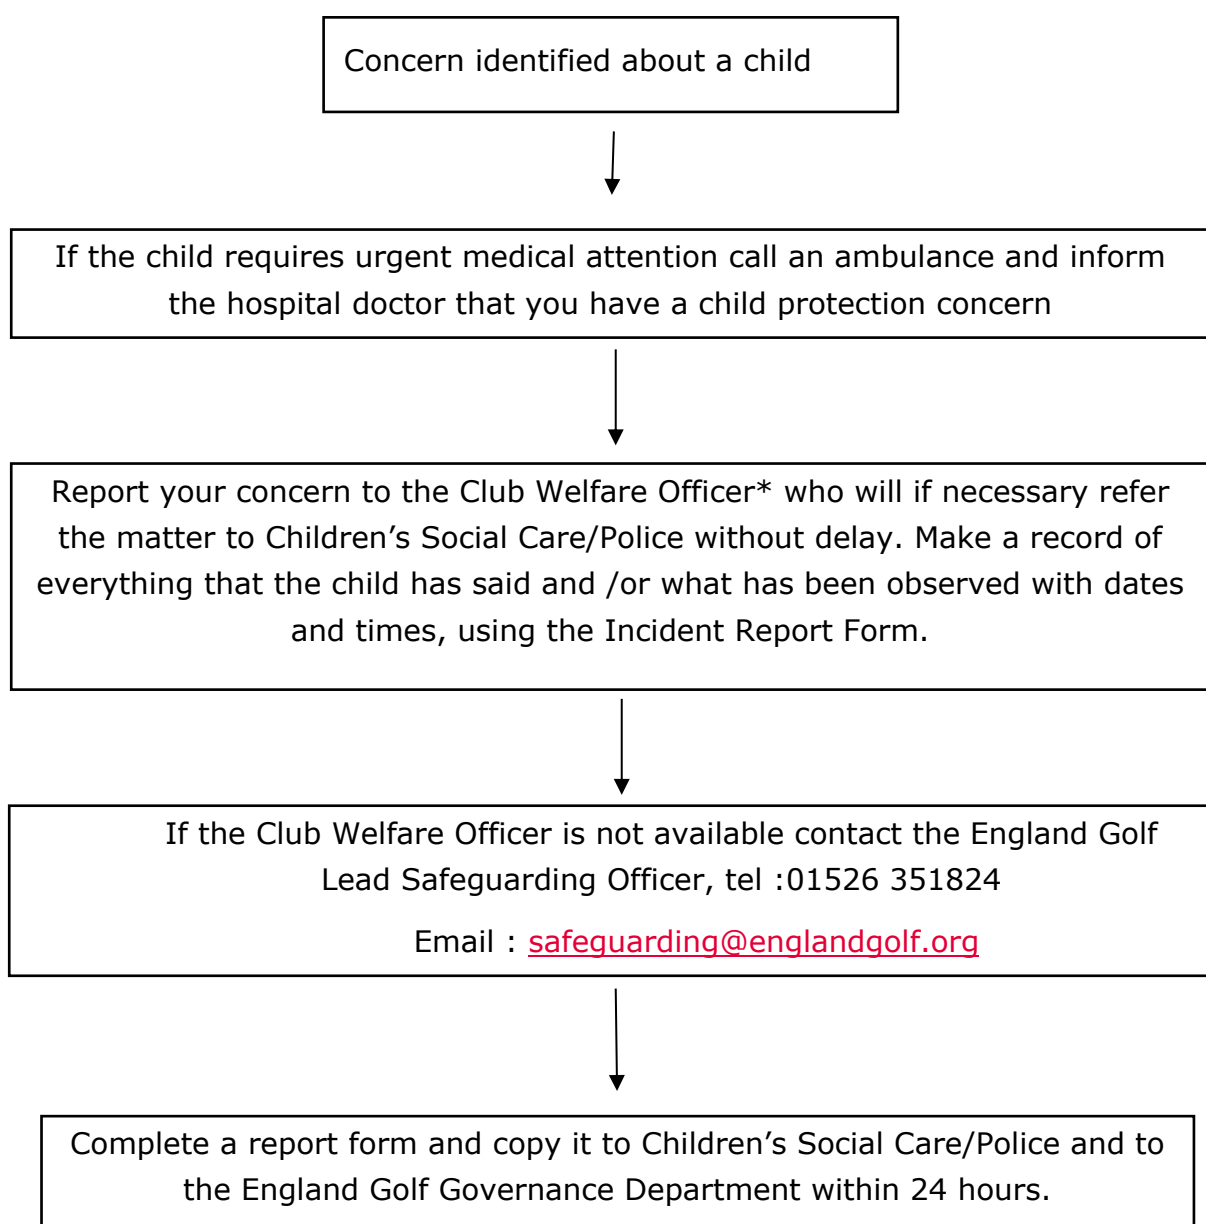 Concern identified about a child
If the child requires urgent medical attention call an ambulance and inform
the hospital doctor that you have a child protection concern
Report your concern to the Club Welfare Officer* who will if necessary refer
the matter to Children’s Social Care/Police without delay. Make a record of
everything that the child has said and /or what has been observed with dates
and times, using the Incident Report Form.
If the Club Welfare Officer is not available contact the England Golf
Lead Safeguarding Officer, tel :01526 351824
Email : safeguarding@englandgolf.org
Complete a report form and copy it to Children’s Social Care/Police and to
the England Golf Governance Department within 24 hours.